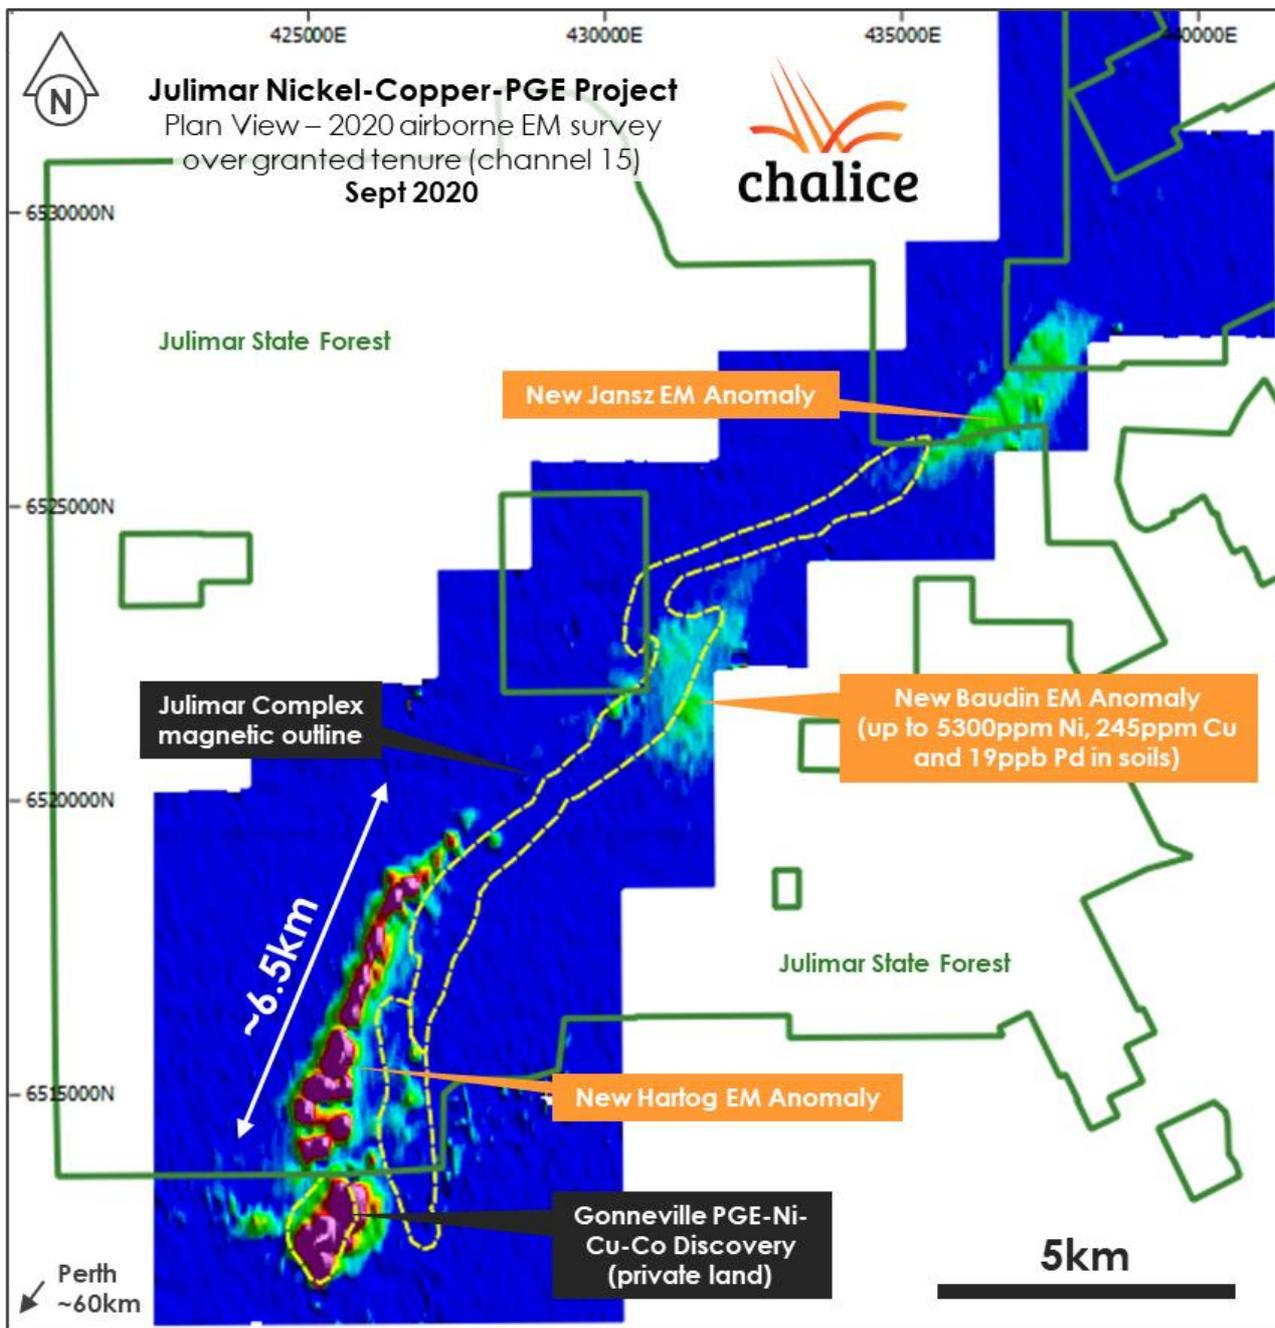 425000E
430000E
435000E
440000E
N
Julimar Nickel-Copper-PGE Project
Plan View – 2020 airborne EM survey
over granted tenure (channel 15)
Sept 2020
chalice
6530000N
Julimar State Forest
New Jansz EM Anomaly
6525000N
Julimar Complex
magnetic outline
New Baudin EM Anomaly
(up to 5300ppm Ni, 245ppm Cu
and 19ppb Pd in soils)
6520000N
~6.5km
Julimar State Forest
6515000N
New Hartog EM Anomaly
Gonneville PGE-Ni-
Cu-Co Discovery
(private land)
5km
Perth
~60km